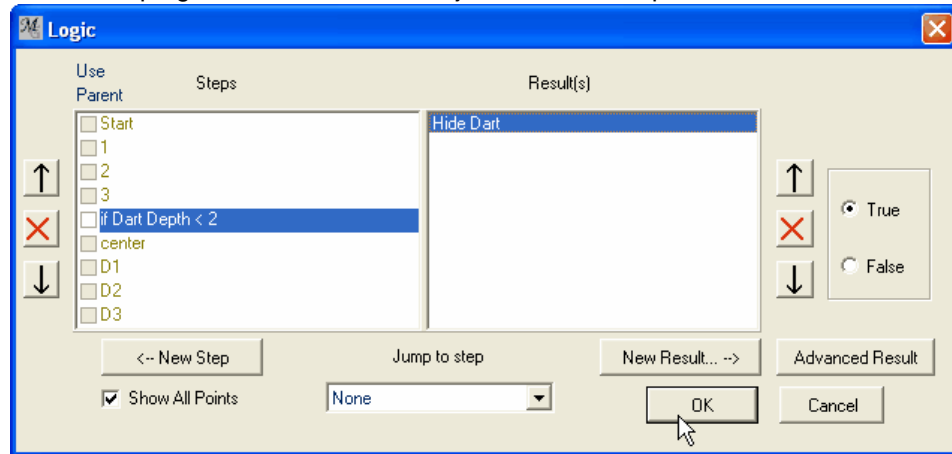 Logic
Use
Parent
Steps
Result(s)
Start
1
2
3
if Dart Depth < 2
center
D1
D2
D3
Hide Dart
True
False
<-- New Step
Jump to step
New Result... -->
Advanced Result
Show All Points
None
OK
Cancel